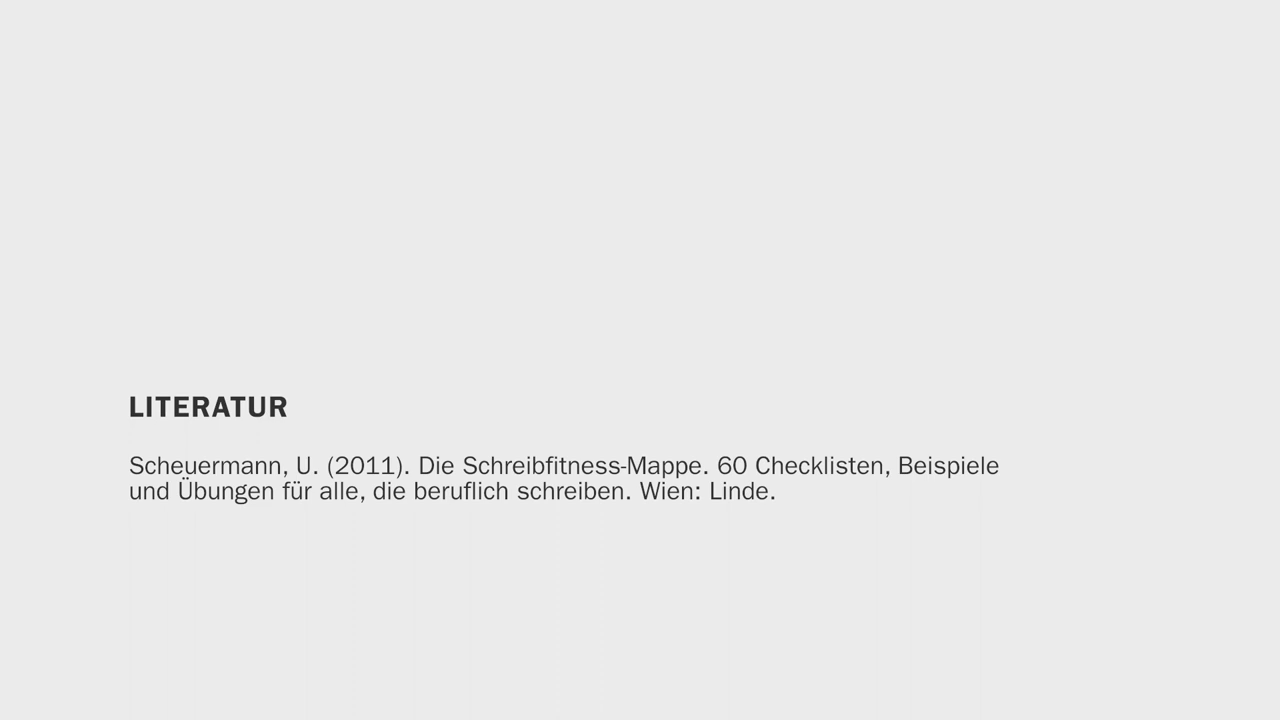 LITERATUR
Scheuermann, U. (2011). Die Schreibfitness-Mappe. 60 Checklisten, Beispiele
und Übungen für alle, die beruflich schreiben. Wien: Linde.